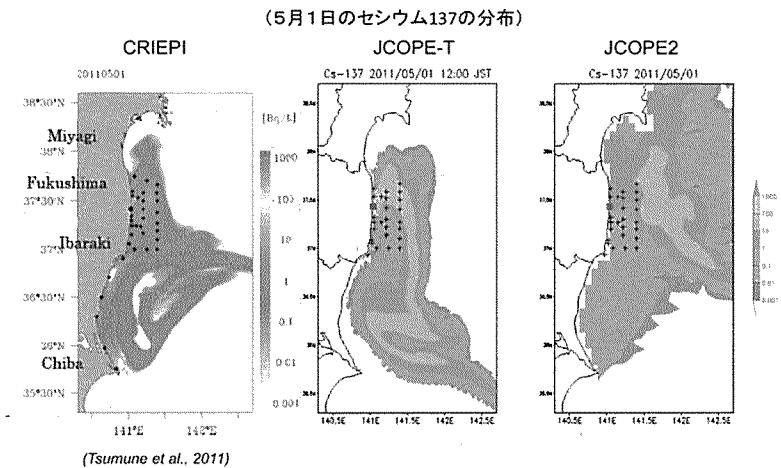 (5月1日のセシウム137の分布)
CRIEPI
JCOPE-T
JCOPE2
20110501
Cs-137 2011/05/01 12:00 JST
Cs-137 2011/05/01
[Bq/L]
38°30'N
Miyagi
38°N
Fukushima
37°30'N
Ibaraki
37°N
36°30'N
36°N
Chiba
35°30'N
141°E
142°E
1000
100
10
1
0.1
0.01
0.001
140.5E
141E
141.5E
142E
142.5E
140.5E
141E
141.5E
142E
142.5E
(Tsumune et al., 2011)